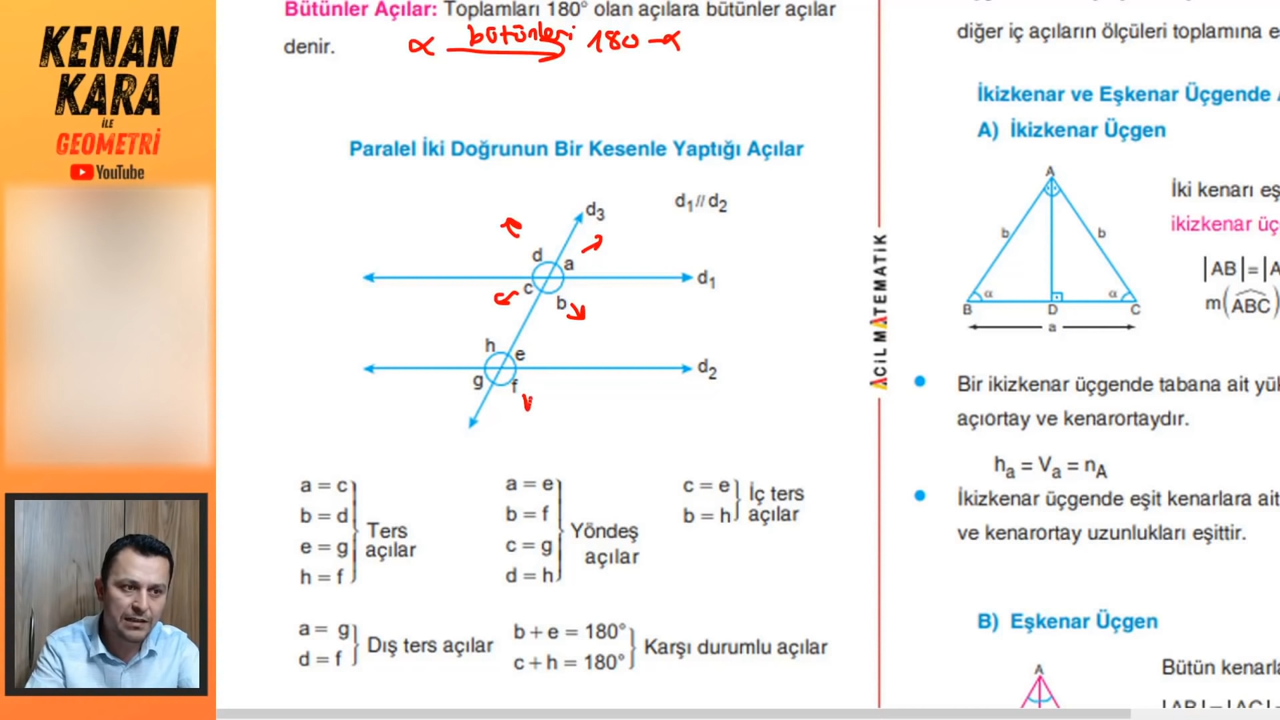 KENAN
KARA
İLE
GEOMETRİ
YouTube
Bütünler Açılar: Toplamları 180° olan açılara bütünler açılar
denir.
α bütünleri 180-α
Paralel İki Doğrunun Bir Kesenle Yaptığı Açılar
d3
d1//d2
d
a
d1
c
b
h
e
d2
g
f
a = c
b = d
e = g
h = f
Ters
açılar
a = e
b = f
c = g
d = h
Yöndeş
açılar
c = e
b = h
İç ters
açılar
a = g
d = f
Dış ters açılar
b + e = 180°
c + h = 180°
Karşı durumlu açılar
ACİL MATEMATİK
diğer iç açıların ölçüleri toplamına e
İkizkenar ve Eşkenar Üçgende
A) İkizkenar Üçgen
A
b
b
α
α
B
D
C
a
İki kenarı eş
ikizkenar üç
|AB|=|A
m(ABC)
Bir ikizkenar üçgende tabana ait yük
açıortay ve kenarortaydır.
ha = Va = nA
İkizkenar üçgende eşit kenarlara ait
ve kenarortay uzunlukları eşittir.
B) Eşkenar Üçgen
A
Bütün kenarla